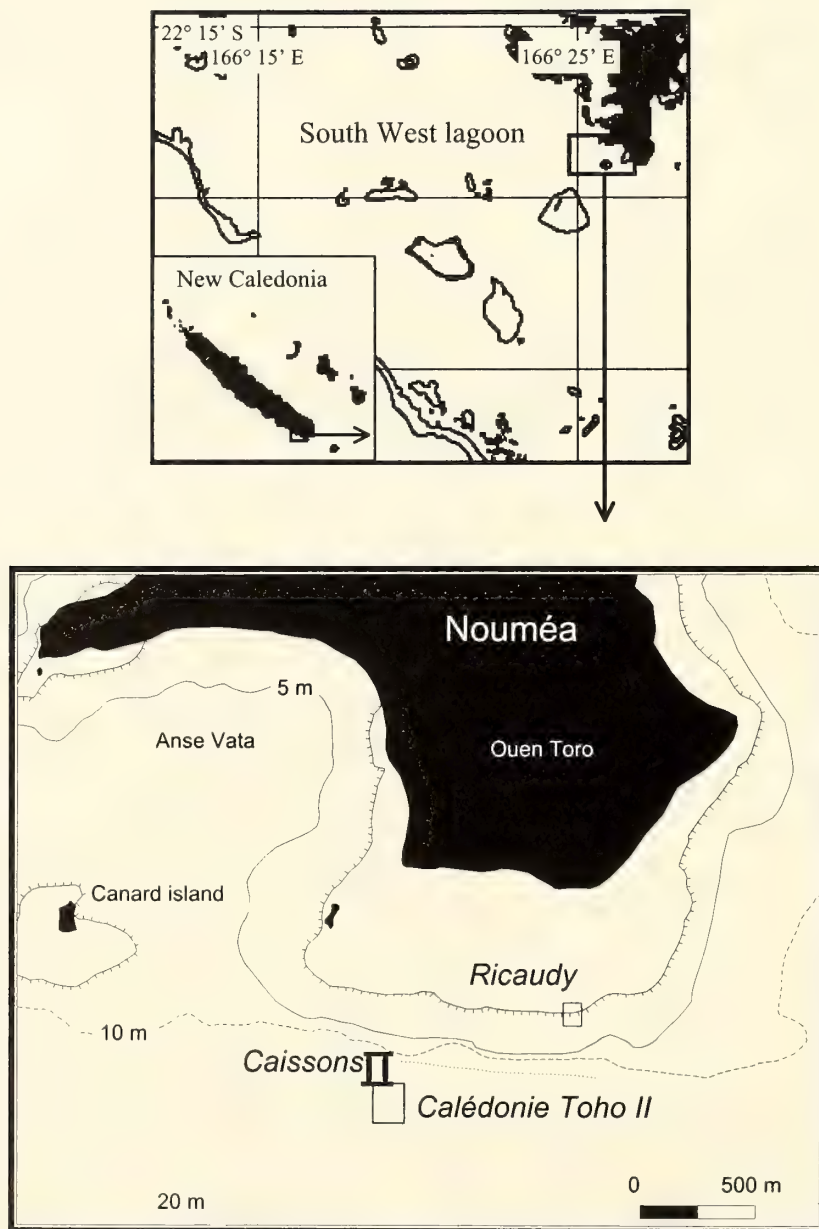 22° 15' S
166° 15' E
166° 25' E
South West lagoon
New Caledonia
Nouméa
5 m
Anse Vata
Ouen Toro
Canard island
Ricaudy
10 m
Caissons
Calédonie Toho II
0 500 m
20 m